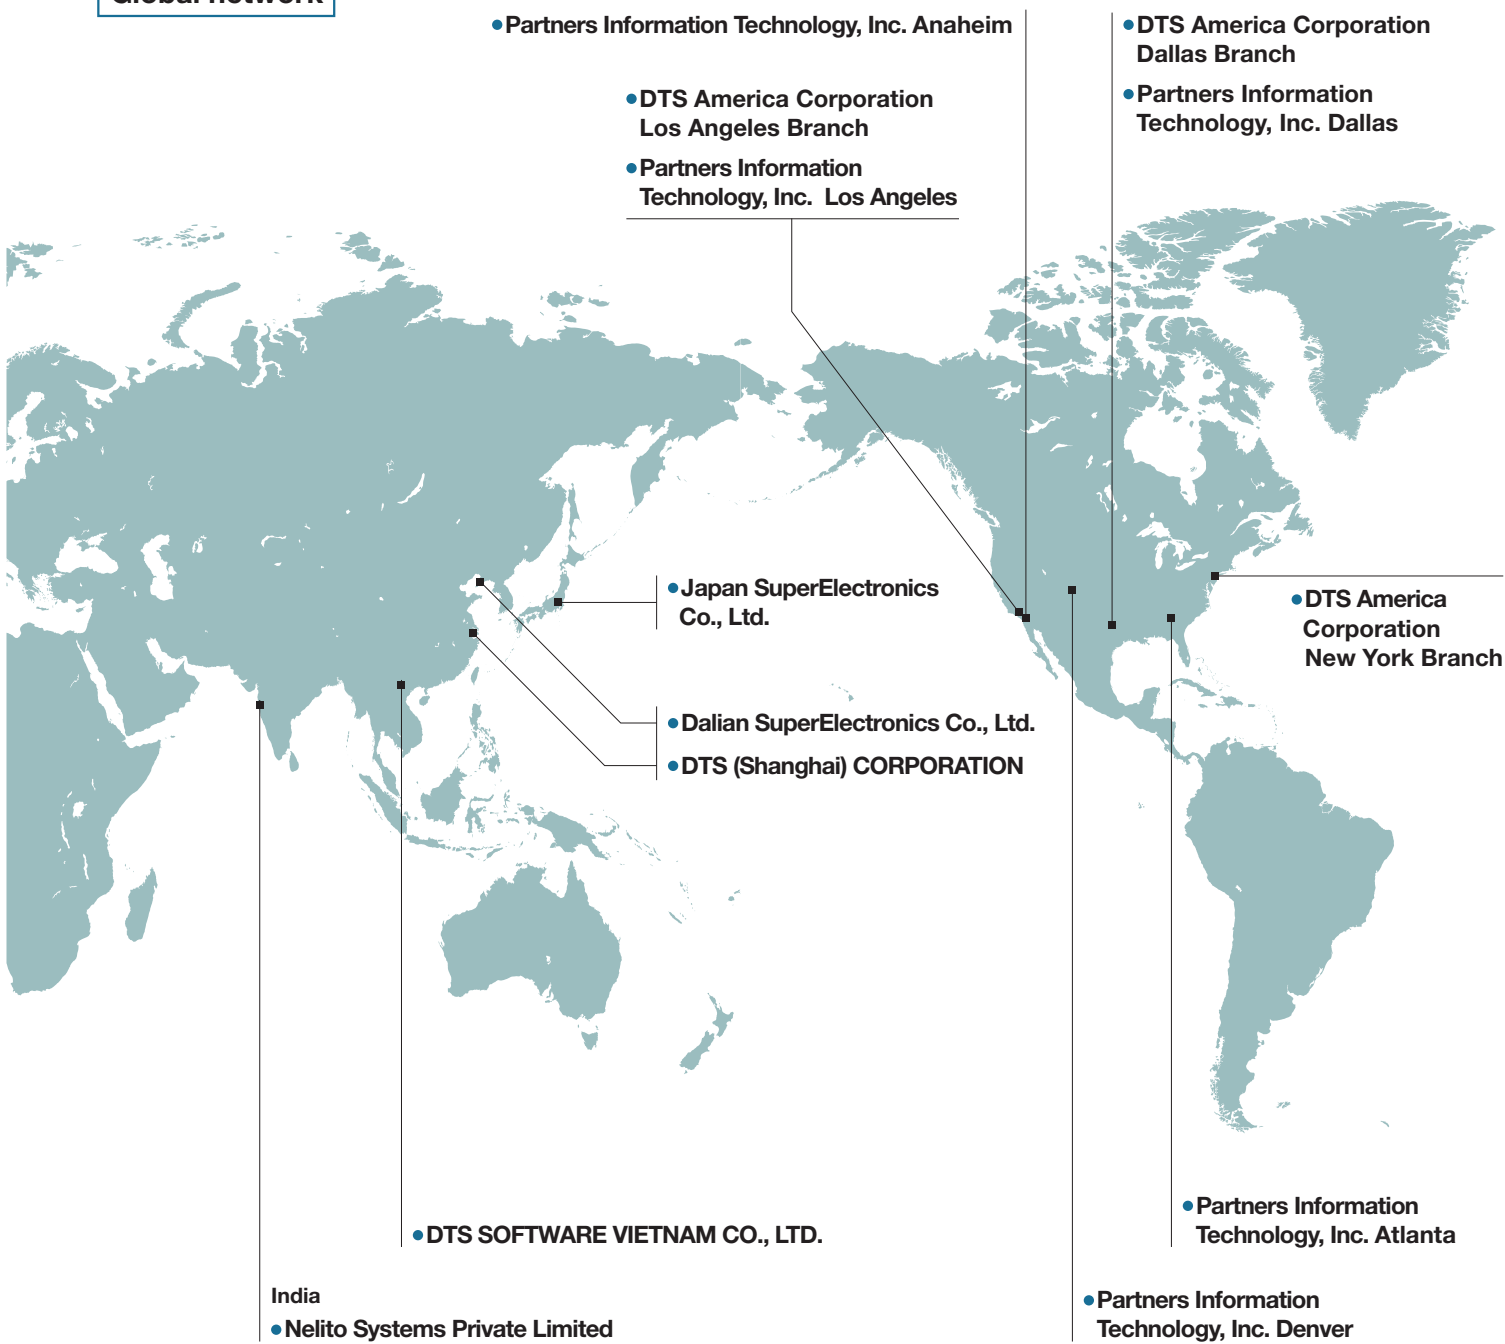 Global network
●Partners Information Technology, Inc. Anaheim
●DTS America Corporation
Dallas Branch
●Partners Information
Technology, Inc. Dallas
●DTS America Corporation
Los Angeles Branch
●Partners Information
Technology, Inc. Los Angeles
●Japan SuperElectronics
Co., Ltd.
●DTS America
Corporation
New York Branch
●Dalian SuperElectronics Co., Ltd.
●DTS (Shanghai) CORPORATION
●Partners Information
Technology, Inc. Atlanta
●DTS SOFTWARE VIETNAM CO., LTD.
India
●Nelito Systems Private Limited
●Partners Information
Technology, Inc. Denver